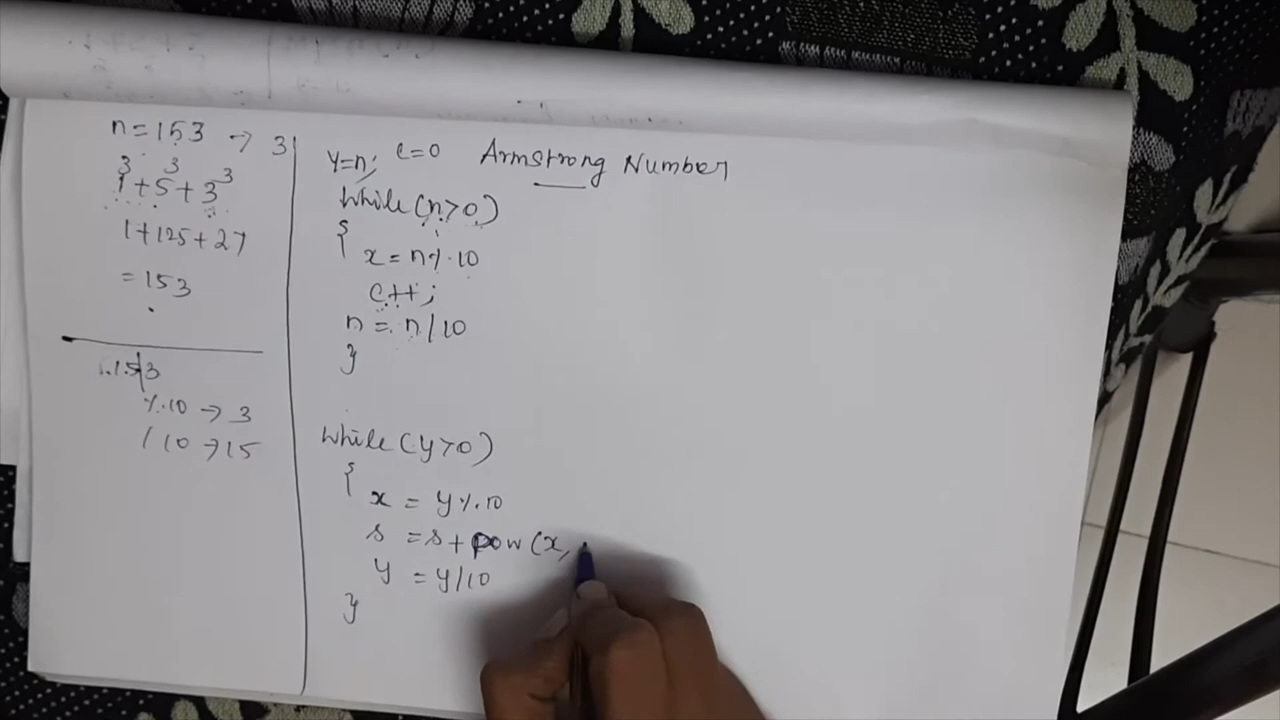 n=153 → 3
1³+5³+3³
1+125+27
=153
153
%10 → 3
/10 → 15
Armstrong Number
y=n; c=0
while(n>0)
{
x=n%10
c++;
n=n/10
}
while(y>0)
{
x=y%10
s=s+pow(x,
y=y/10
}